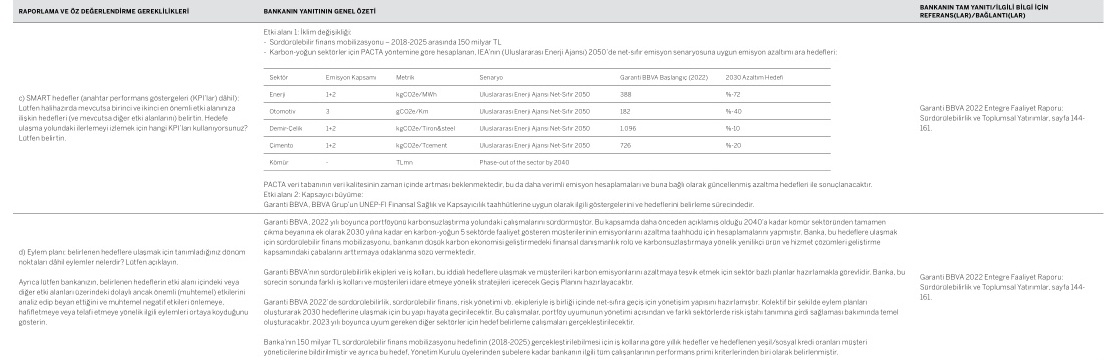 RAPORLAMA VE ÖZ DEĞERLENDİRME GEREKLİLİKLERİ
BANKANIN YANITININ GENEL ÖZETİ
BANKANIN TAM YANITI/İLGİLİ BİLGİ İÇİN
REFERANS(LAR)/BAĞLANTI(LAR)
c) SMART hedefler (anahtar performans göstergeleri (KPI'lar) dâhil):
Lütfen halihazırda mevcutsa birinci ve ikinci en önemli etki alanınıza
ilişkin hedefleri (ve mevcutsa diğer etki alanlarını) belirtin. Hedefe
ulaşma yolundaki ilerlemeyi izlemek için hangi KPI'ları kullanıyorsunuz?
Lütfen belirtin.
Etki alanı 1: İklim değişikliği:
- Sürdürülebilir finans mobilizasyonu – 2018-2025 arasında 150 milyar TL
- Karbon-yoğun sektörler için PACTA yöntemine göre hesaplanan, IEA'nın (Uluslararası Enerji Ajansı) 2050'de net-sıfır emisyon senaryosuna uygun emisyon azaltımı ara hedefleri:
Sektör Emisyon Kapsamı Metrik Senaryo Garanti BBVA Başlangıç (2022) 2030 Azaltım Hedefi
Enerji 1+2 kgCO2e/MWh Uluslararası Enerji Ajansı Net-Sıfır 2050 388 %-72
Otomotiv 3 gCO2e/Km Uluslararası Enerji Ajansı Net-Sıfır 2050 182 %-40
Demir-Çelik 1+2 kgCO2e/Tiron&steel Uluslararası Enerji Ajansı Net-Sıfır 2050 1.096 %-10
Çimento 1+2 kgCO2e/Tcement Uluslararası Enerji Ajansı Net-Sıfır 2050 726 %-20
Kömür - TLmn Phase-out of the sector by 2040
PACTA veri tabanının veri kalitesinin zaman içinde artması beklenmektedir, bu da daha verimli emisyon hesaplamaları ve buna bağlı olarak güncellenmiş azaltma hedefleri ile sonuçlanacaktır.
Etki alanı 2: Kapsayıcı büyüme:
Garanti BBVA, BBVA Grup'un UNEP-FI Finansal Sağlık ve Kapsayıcılık taahhütlerine uygun olarak ilgili göstergelerini ve hedeflerini belirleme sürecindedir.
Garanti BBVA 2022 Entegre Faaliyet Raporu:
Sürdürülebilirlik ve Toplumsal Yatırımlar, sayfa 144-
161.
d) Eylem planı: belirlenen hedeflere ulaşmak için tanımladığınız dönüm
noktaları dâhil eylemler nelerdir? Lütfen açıklayın.
Ayrıca lütfen bankanızın, belirlenen hedeflerin etki alanı içindeki veya
diğer etki alanları üzerindeki dolaylı ancak önemli (muhtemel) etkilerini
analiz edip beyan ettiğini ve muhtemel negatif etkileri önlemeye,
hafifletmeye veya telafi etmeye yönelik ilgili eylemleri ortaya koyduğunu
gösterin.
Garanti BBVA, 2022 yılı boyunca portföyünü karbonsuzlaştırma yolundaki çalışmalarını sürdürmüştür. Bu kapsamda daha önceden açıklamış olduğu 2040'a kadar kömür sektöründen tamamen
çıkma beyanına ek olarak 2030 yılına kadar en karbon-yoğun 5 sektörde faaliyet gösteren müşterilerinin emisyonlarını azaltma taahhüdü için hesaplamalarını yapmıştır. Banka, bu hedeflere ulaşmak
için sürdürülebilir finans mobilizasyonu, bankanın düşük karbon ekonomisi geliştirmedeki finansal danışmanlık rolü ve karbonsuzlaştırmaya yönelik yenilikçi ürün ve hizmet çözümleri geliştirme
kapsamındaki çabalarını arttırmaya odaklanma sözü vermektedir.
Garanti BBVA'nın sürdürülebilirlik ekipleri ve iş kolları, bu iddialı hedeflere ulaşmak ve müşterileri karbon emisyonlarını azaltmaya teşvik etmek için sektör bazlı planlar hazırlamakla görevlidir. Banka, bu
sürecin sonunda farklı iş kolları ve müşterileri idare etmeye yönelik stratejileri içerecek Geçiş Planını hazırlayacaktır.
Garanti BBVA 2022'de sürdürülebilirlik, sürdürülebilir finans, risk yönetimi vb. ekipleriyle iş birliği içinde net-sıfıra geçiş için yönetişim yapısını hazırlamıştır. Kolektif bir şekilde eylem planları
oluşturarak 2030 hedeflerine ulaşmak için bu yapı hayata geçirilecektir. Bu çalışmalar, portföy uyumunun yönetimi açısından ve farklı sektörlerde risk iştahı tanımına girdi sağlaması bakımında temel
oluşturacaktır. 2023 yılı boyunca uyum gereken diğer sektörler için hedef belirleme çalışmaları gerçekleştirilecektir.
Banka'nın 150 milyar TL sürdürülebilir finans mobilizasyonu hedefinin (2018-2025) gerçekleştirilebilmesi için iş kollarına göre yıllık hedefler ve hedeflenen yeşil/sosyal kredi oranları müşteri
yöneticilerine bildirilmiştir ve ayrıca bu hedef, Yönetim Kurulu üyelerinden şubelere kadar bankanın ilgili tüm çalışanlarının performans primi kriterlerinden biri olarak belirlenmiştir.
Garanti BBVA 2022 Entegre Faaliyet Raporu:
Sürdürülebilirlik ve Toplumsal Yatırımlar, sayfa 144-
161.